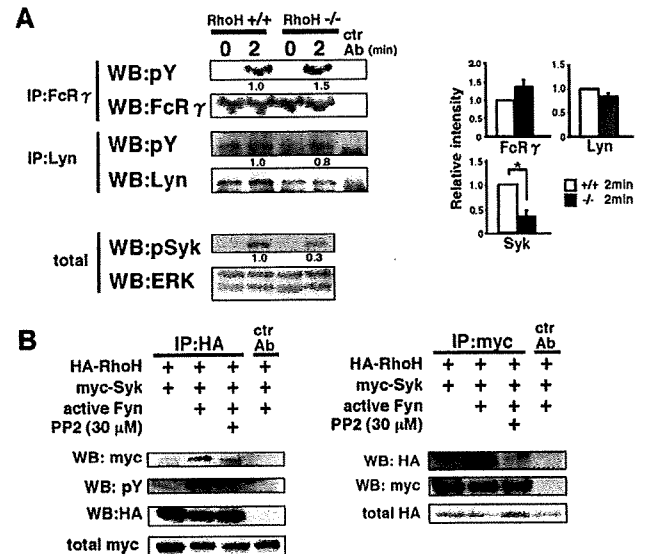 A
RhoH +/+ RhoH -/- ctr
0 2 0 2 Ab (min)
IP:FcR γ
WB:pY
1.0 1.5
WB:FcR γ
IP:Lyn
WB:pY
1.0 0.8
WB:Lyn
total
WB:pSyk
1.0 0.3
WB:ERK
Relative intensity
2.0
1.5
1.0
0.5
0
FcR γ
1.5
1.0
0.5
0
Lyn
1.5
1.0
0.5
0
*
Syk
+/+ 2min
-/- 2min
B
IP:HA ctr Ab
HA-RhoH + + + +
myc-Syk + + + +
active Fyn + + +
PP2 (30 μM) +
WB: myc
WB: pY
WB:HA
total myc
IP:myc ctr Ab
HA-RhoH + + + +
myc-Syk + + + +
active Fyn + + +
PP2 (30 μM) +
WB: HA
WB: myc
total HA